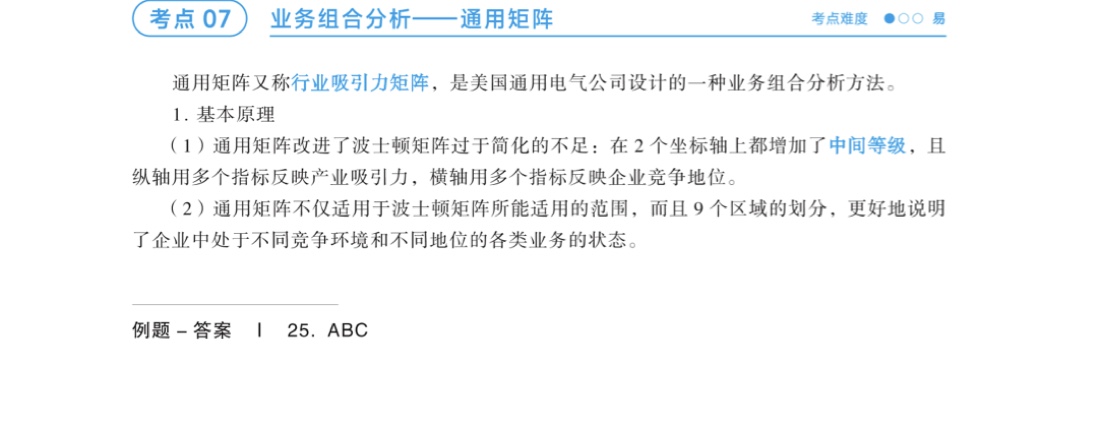 考点 07 业务组合分析——通用矩阵 考点难度 ●○○ 易
通用矩阵又称行业吸引力矩阵，是美国通用电气公司设计的一种业务组合分析方法。
1. 基本原理
（1）通用矩阵改进了波士顿矩阵过于简化的不足：在 2 个坐标轴上都增加了中间等级，且
纵轴用多个指标反映产业吸引力，横轴用多个指标反映企业竞争地位。
（2）通用矩阵不仅适用于波士顿矩阵所能适用的范围，而且 9 个区域的划分，更好地说明
了企业中处于不同竞争环境和不同地位的各类业务的状态。
例题 – 答案 | 25. ABC